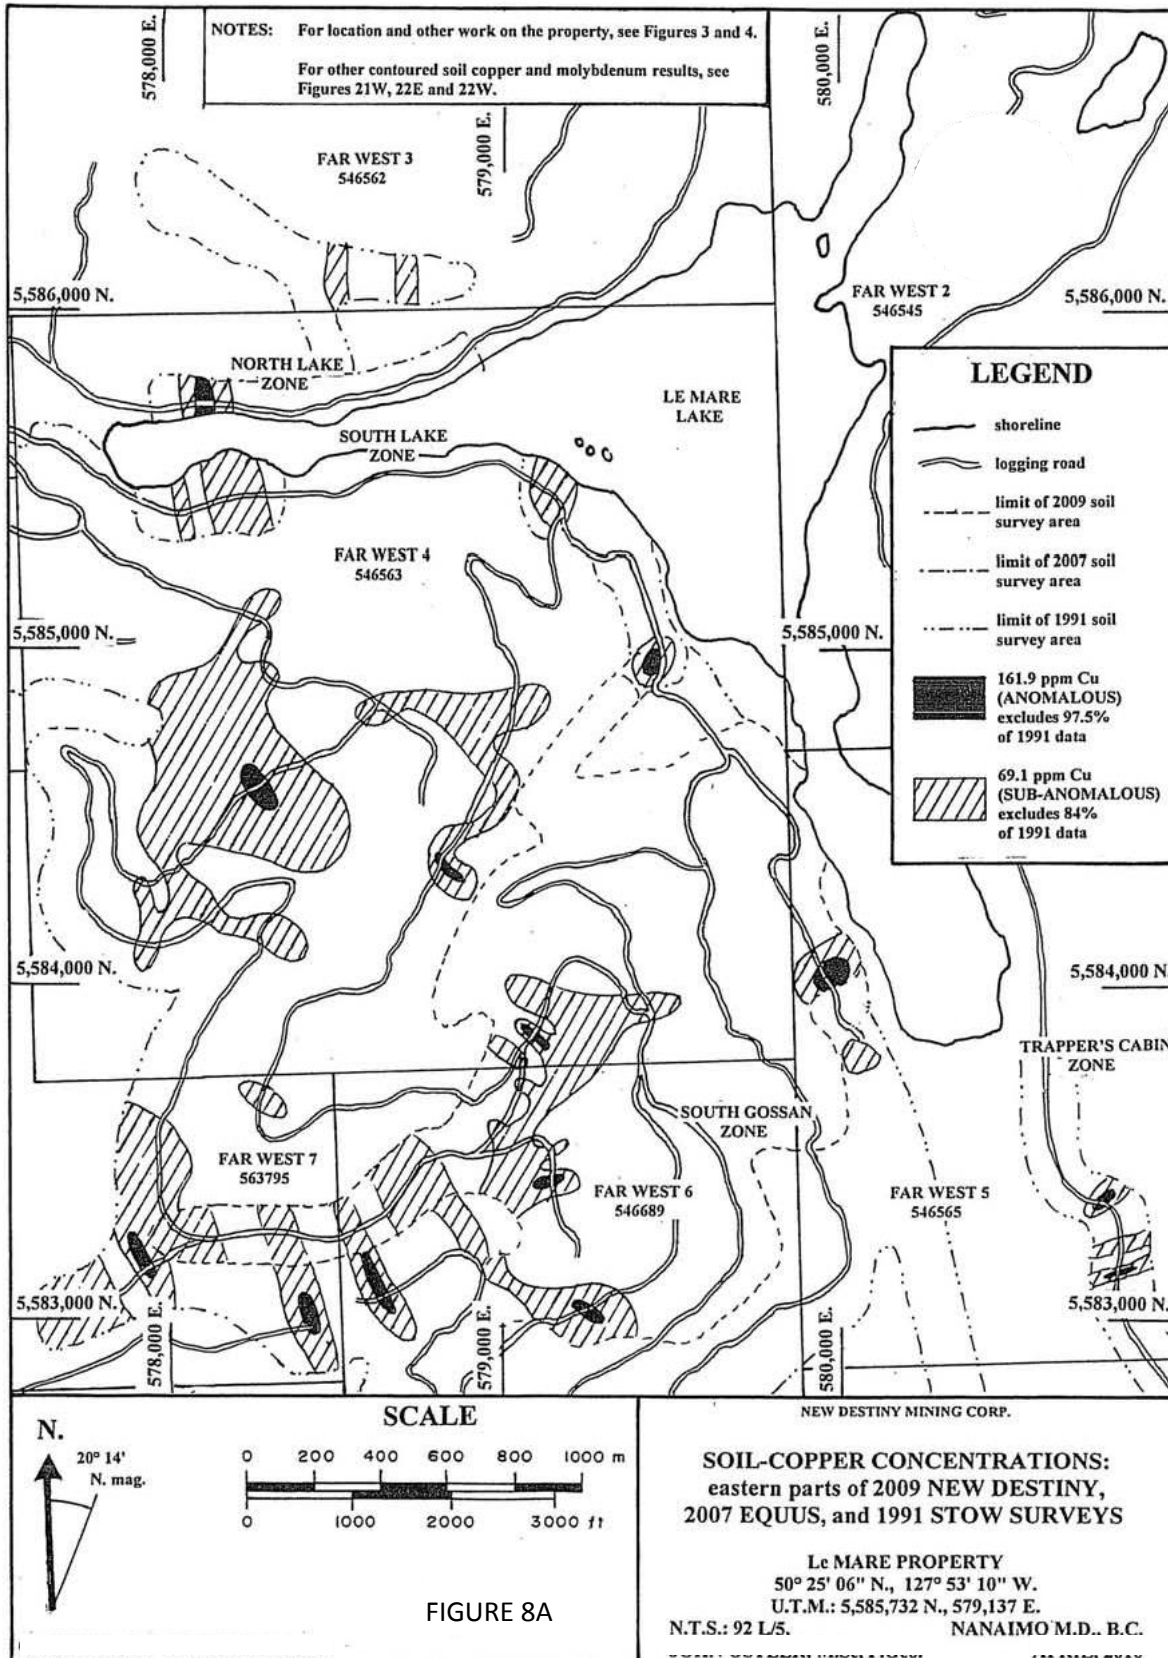 NOTES: For location and other work on the property, see Figures 3 and 4.
For other contoured soil copper and molybdenum results, see
Figures 21W, 22E and 22W.
578,000 E.
579,000 E.
580,000 E.
FAR WEST 3
546562
5,586,000 N.
FAR WEST 2
546545
5,586,000 N.
NORTH LAKE
ZONE
LE MARE
LAKE
SOUTH LAKE
ZONE
FAR WEST 4
546563
5,585,000 N.
5,585,000 N.
LEGEND
shoreline
logging road
limit of 2009 soil
survey area
limit of 2007 soil
survey area
limit of 1991 soil
survey area
161.9 ppm Cu
(ANOMALOUS)
excludes 97.5%
of 1991 data
69.1 ppm Cu
(SUB-ANOMALOUS)
excludes 84%
of 1991 data
5,584,000 N.
5,584,000 N.
TRAPPER'S CABIN
ZONE
SOUTH GOSSAN
ZONE
FAR WEST 7
563795
FAR WEST 6
546689
FAR WEST 5
546565
5,583,000 N.
5,583,000 N.
578,000 E.
579,000 E.
580,000 E.
N.
20° 14'
N. mag.
SCALE
0 200 400 600 800 1000 m
0 1000 2000 3000 ft
FIGURE 8A
NEW DESTINY MINING CORP.
SOIL-COPPER CONCENTRATIONS:
eastern parts of 2009 NEW DESTINY,
2007 EQUUS, and 1991 STOW SURVEYS
Le MARE PROPERTY
50° 25' 06" N., 127° 53' 10" W.
U.T.M.: 5,585,732 N., 579,137 E.
N.T.S.: 92 L/5. NANAIMO M.D., B.C.